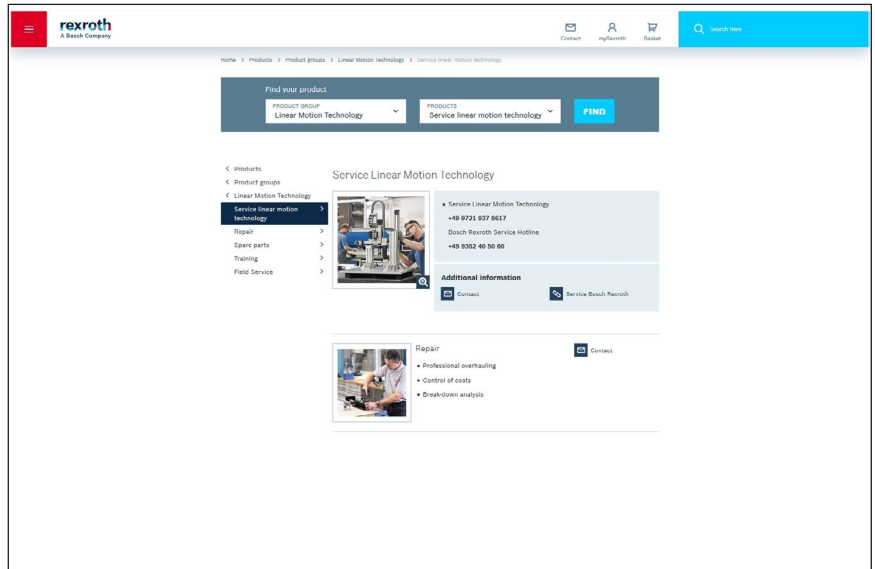 rexroth
A Bosch Company
Contact
myRexroth
Basket
Search Here
Home > Products > Product groups > Linear Motion Technology > Service linear motion technology
Find your product
PRODUCT GROUP
Linear Motion Technology
PRODUCTS
Service linear motion technology
FIND
Products
Product groups
Linear Motion Technology
Service linear motion
technology
Repair
Spare parts
Training
Field Service
Service Linear Motion Technology
• Service Linear Motion Technology
+49 9721 937 8617
Bosch Rexroth Service Hotline
+49 9352 40 50 60
Additional information
Contact
Service Bosch Rexroth
Repair
• Professional overhauling
• Control of costs
• Break-down analysis
Contact